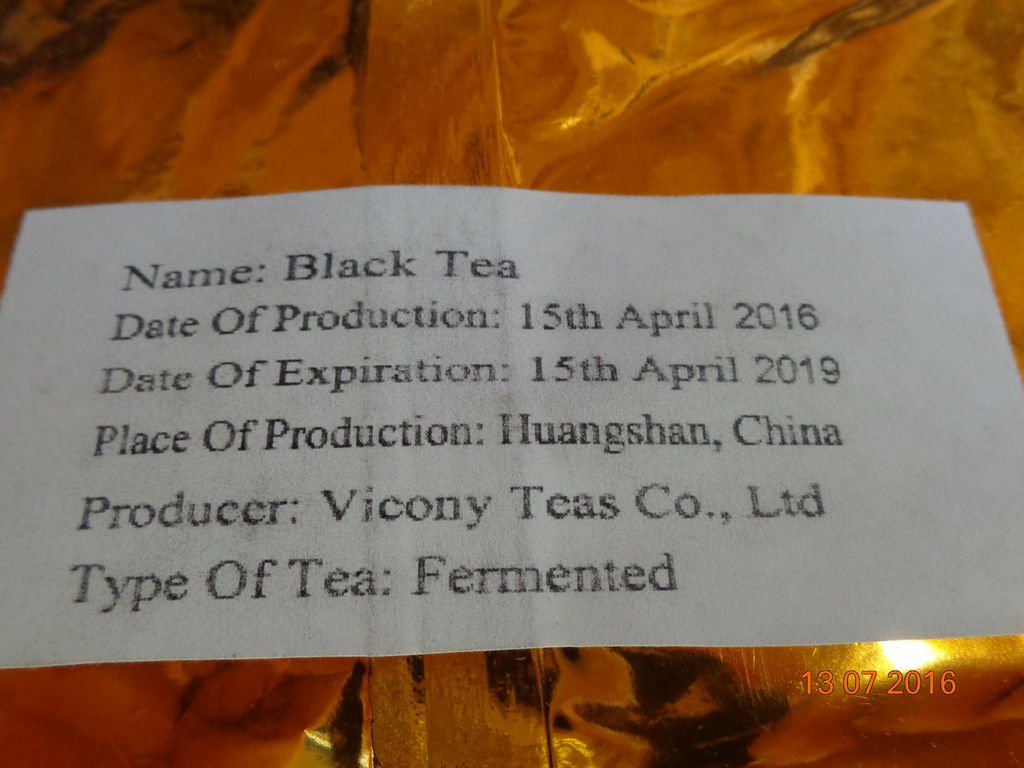 Name: Black Tea
Date Of Production: 15th April 2016
Date Of Expiration: 15th April 2019
Place Of Production: Huangshan, China
Producer: Vicony Teas Co., Ltd
Type Of Tea: Fermented
13 07 2016